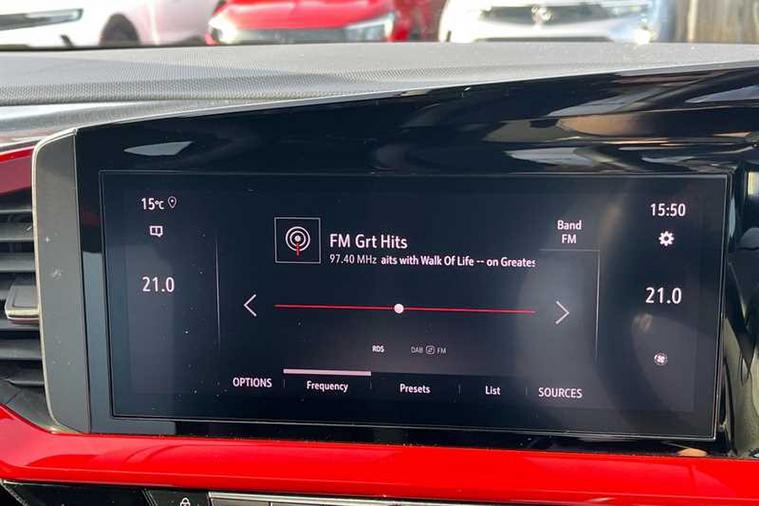 15°C
15:50
FM Grt Hits
Band
FM
97.40 MHz aits with Walk Of Life -- on Greates
21.0
21.0
RDS DAB FM
OPTIONS Frequency Presets List SOURCES